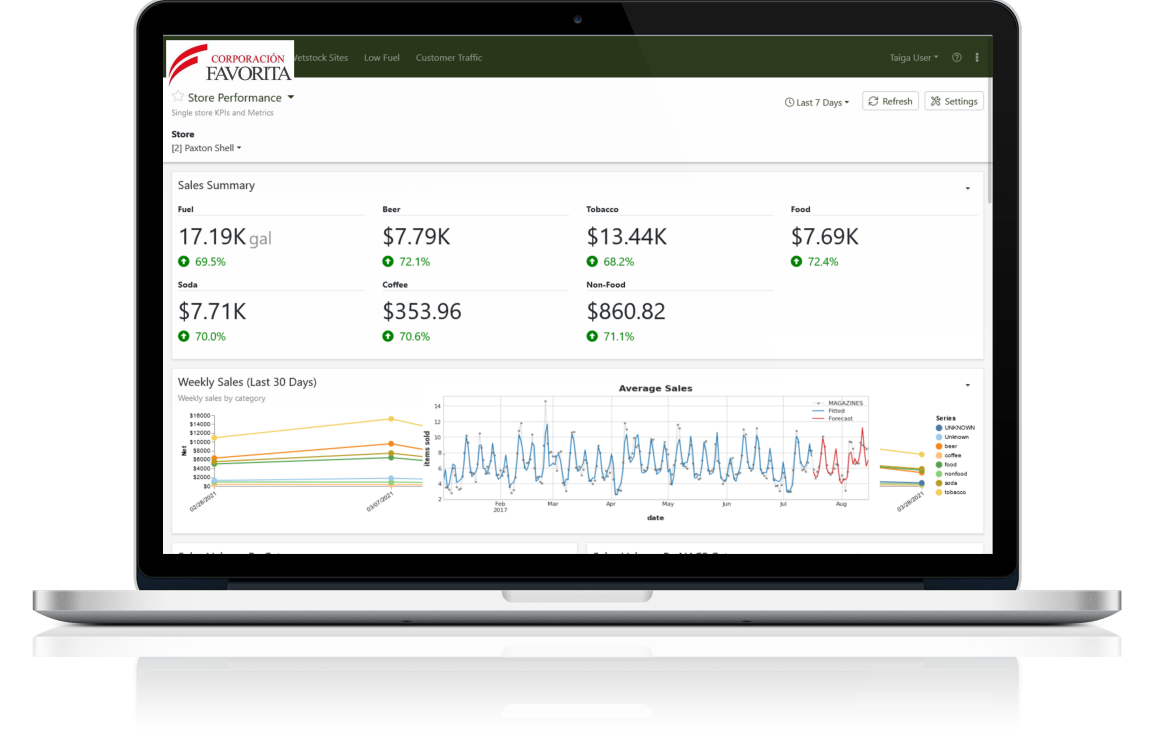 CORPORACIÓN
FAVORITA
Wetstock Sites Low Fuel Customer Traffic
Taiga User
Store Performance
Single store KPIs and Metrics
Last 7 Days
Refresh
Settings
Store
[2] Paxton Shell
Sales Summary
Fuel Beer Tobacco Food
17.19K gal $7.79K $13.44K $7.69K
69.5% 72.1% 68.2% 72.4%
Soda Coffee Non-Food
$7.71K $353.96 $860.82
70.0% 70.6% 71.1%
Weekly Sales (Last 30 Days)
Weekly sales by category
$16000
$14000
$12000
$10000
$8000
$6000
$4000
$2000
$0
Net
02/28/2021
03/07/2021
Average Sales
items sold
14
12
10
8
6
4
2
MAGAZINES
Fitted
Forecast
Feb Mar Apr May Jun Jul Aug
2017
date
03/28/2021
Series
UNKNOWN
Unknown
beer
coffee
food
nonfood
soda
tobacco